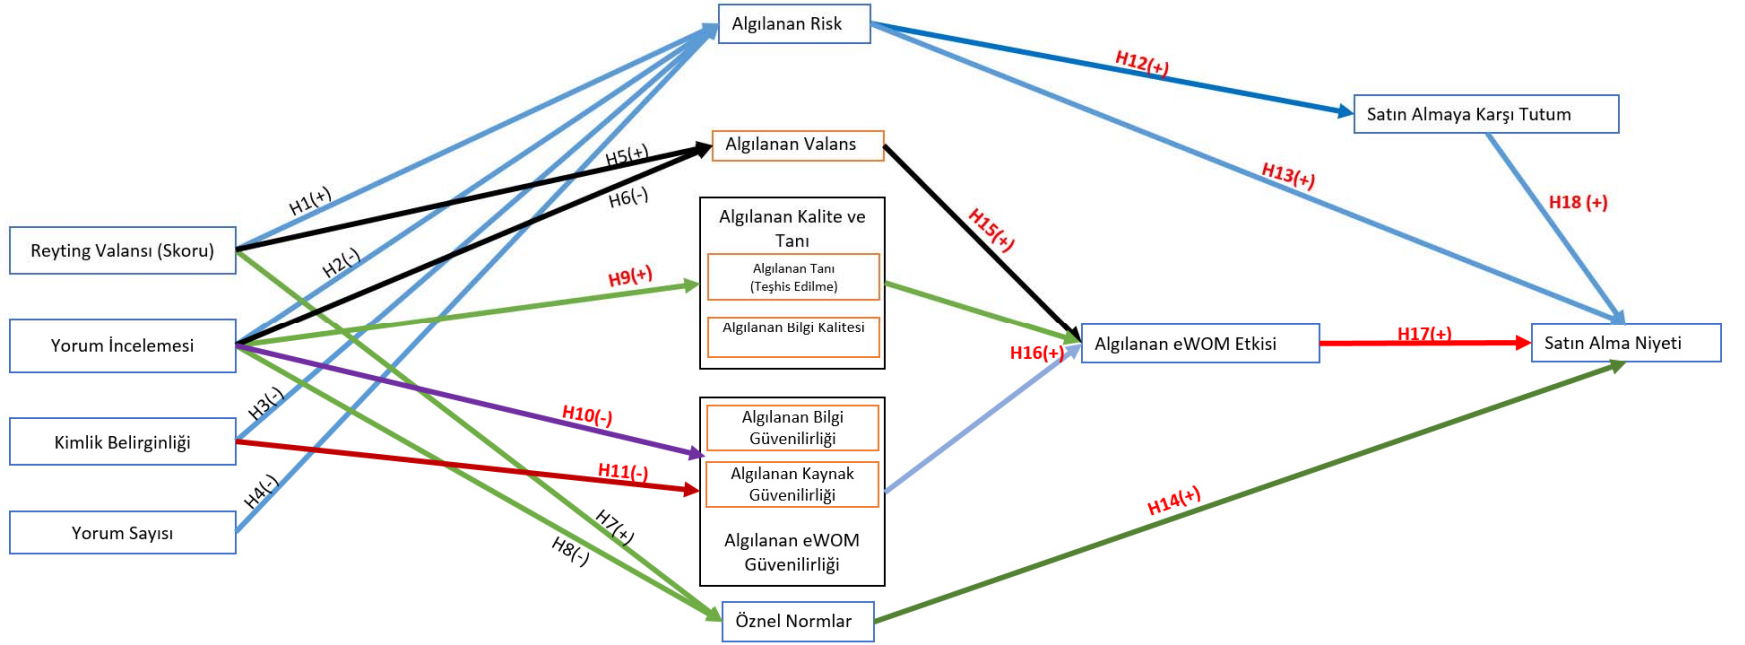 Algılanan Risk
H12(+)
Satın Almaya Karşı Tutum
Algılanan Valans
H5(+)
H13(+)
H1(+)
H6(-)
H18 (+)
Algılanan Kalite ve
Tanı
H15(+)
Reyting Valansı (Skoru)
H2(-)
H9(+)
Algılanan Tanı
(Teşhis Edilme)
Algılanan Bilgi Kalitesi
Yorum İncelemesi
H16(+)
Algılanan eWOM Etkisi
H17(+)
Satın Alma Niyeti
H3(-)
H10(-)
Algılanan Bilgi
Güvenilirliği
Kimlik Belirginliği
H11(-)
Algılanan Kaynak
Güvenilirliği
H4(-)
H14(+)
Yorum Sayısı
H7(+)
H8(-)
Algılanan eWOM
Güvenilirliği
Öznel Normlar